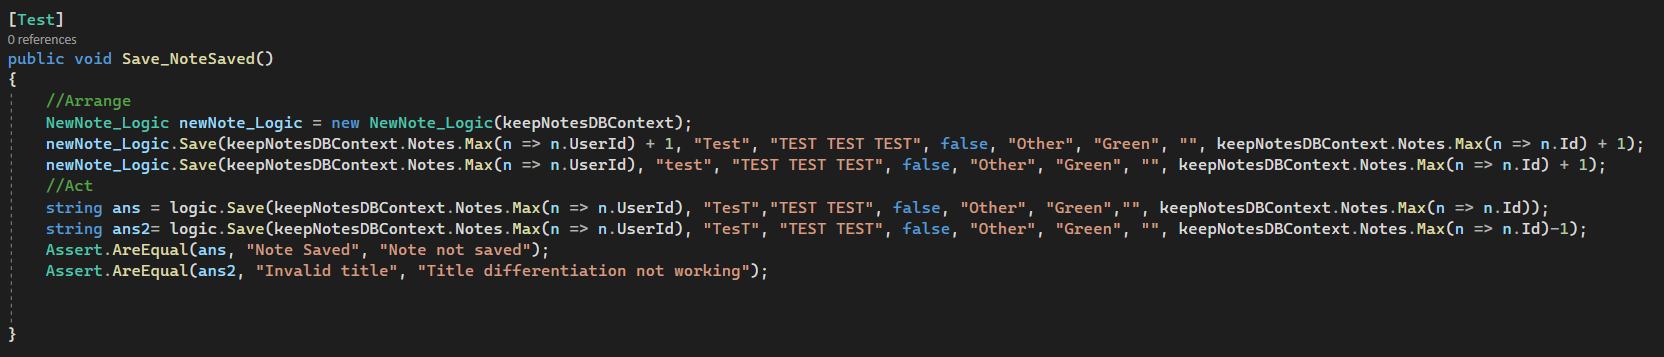 [Test]
0 references
public void Save_NoteSaved()
{
//Arrange
NewNote_Logic newNote_Logic = new NewNote_Logic(keepNotesDBContext);
newNote_Logic.Save(keepNotesDBContext.Notes.Max(n => n.UserId) + 1, "Test", "TEST TEST TEST", false, "Other", "Green", "", keepNotesDBContext.Notes.Max(n => n.Id) + 1);
newNote_Logic.Save(keepNotesDBContext.Notes.Max(n => n.UserId), "test", "TEST TEST TEST", false, "Other", "Green", "", keepNotesDBContext.Notes.Max(n => n.Id) + 1);
//Act
string ans = logic.Save(keepNotesDBContext.Notes.Max(n => n.UserId), "TesT","TEST TEST", false, "Other", "Green","", keepNotesDBContext.Notes.Max(n => n.Id));
string ans2= logic.Save(keepNotesDBContext.Notes.Max(n => n.UserId), "TesT", "TEST TEST", false, "Other", "Green", "", keepNotesDBContext.Notes.Max(n => n.Id)-1);
Assert.AreEqual(ans, "Note Saved", "Note not saved");
Assert.AreEqual(ans2, "Invalid title", "Title differentiation not working");
}